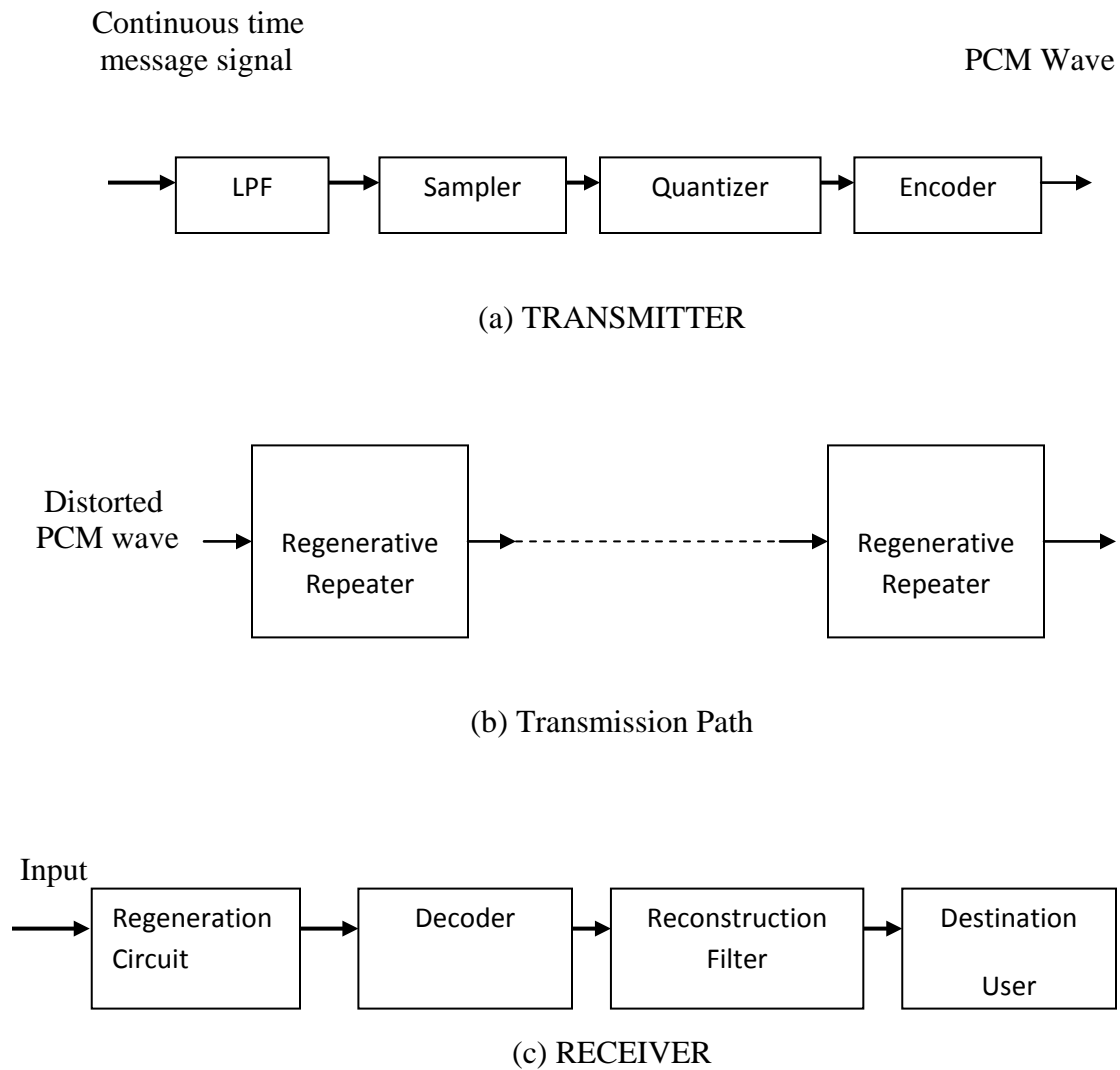 Continuous time
message signal
PCM Wave
LPF
Sampler
Quantizer
Encoder
(a) TRANSMITTER
Distorted
PCM wave
Regenerative
Repeater
Regenerative
Repeater
(b) Transmission Path
Input
Regeneration
Circuit
Decoder
Reconstruction
Filter
Destination
User
(c) RECEIVER